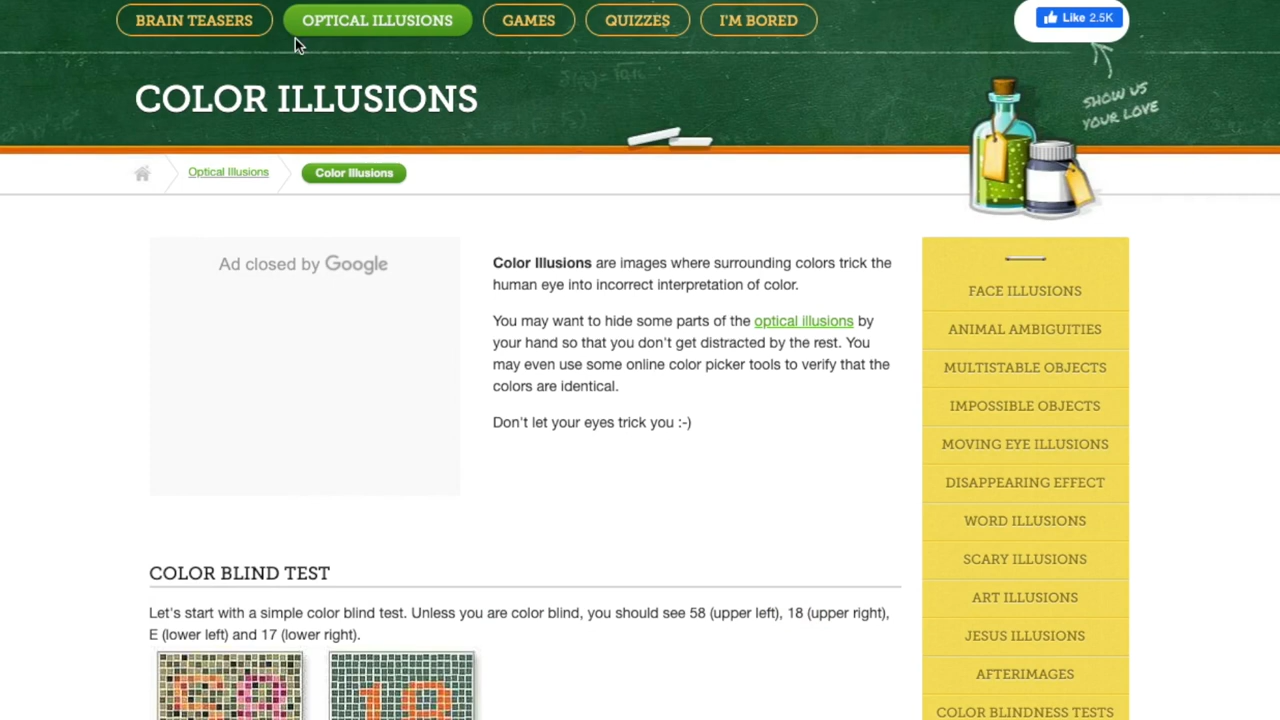 BRAIN TEASERS
OPTICAL ILLUSIONS
GAMES
QUIZZES
I'M BORED
Like 2.5K
SHOW US
YOUR LOVE
COLOR ILLUSIONS
Optical Illusions
Color Illusions
Ad closed by Google
Color Illusions are images where surrounding colors trick the
human eye into incorrect interpretation of color.
You may want to hide some parts of the optical illusions by
your hand so that you don't get distracted by the rest. You
may even use some online color picker tools to verify that the
colors are identical.
Don't let your eyes trick you :-)
FACE ILLUSIONS
ANIMAL AMBIGUITIES
MULTISTABLE OBJECTS
IMPOSSIBLE OBJECTS
MOVING EYE ILLUSIONS
DISAPPEARING EFFECT
WORD ILLUSIONS
SCARY ILLUSIONS
ART ILLUSIONS
JESUS ILLUSIONS
AFTERIMAGES
COLOR BLINDNESS TESTS
COLOR BLIND TEST
Let's start with a simple color blind test. Unless you are color blind, you should see 58 (upper left), 18 (upper right),
E (lower left) and 17 (lower right).
58
18